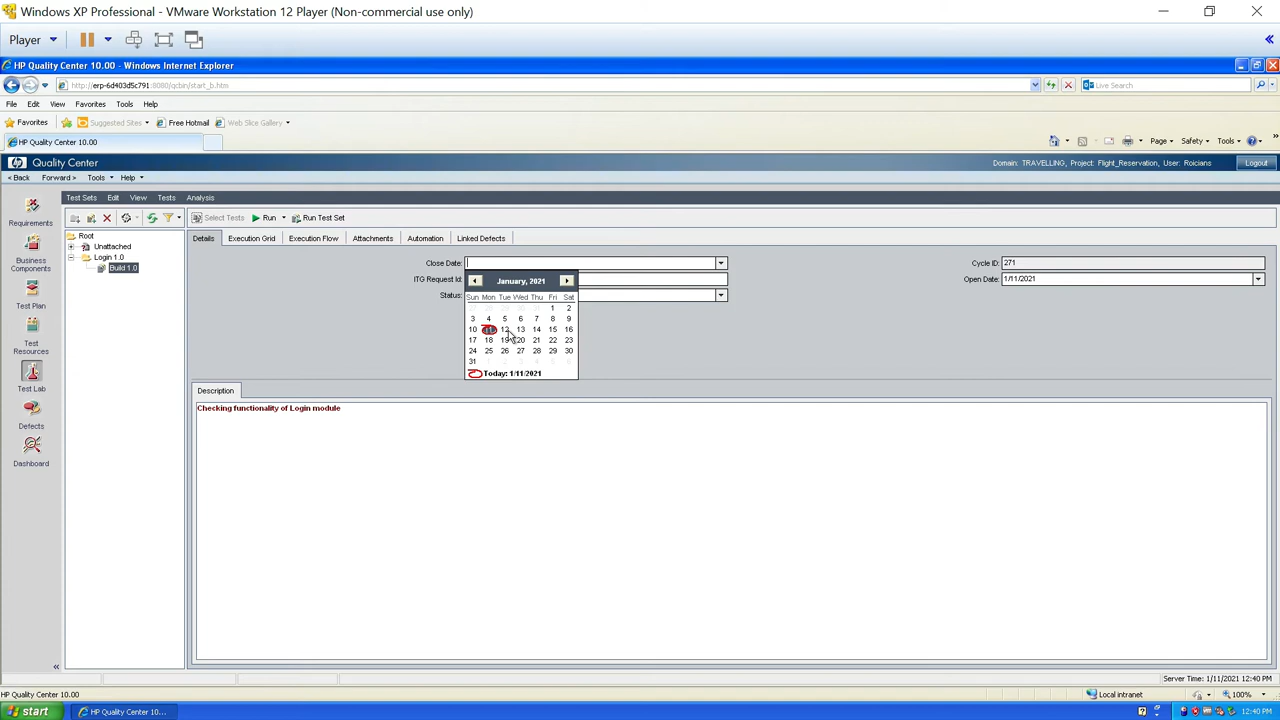 Windows XP Professional - VMware Workstation 12 Player (Non-commercial use only)
Player
HP Quality Center 10.00 - Windows Internet Explorer
http://erp-6d403d5c791:8080/qcbin/start_b.htm
Live Search
File Edit View Favorites Tools Help
Favorites Suggested Sites Free Hotmail Web Slice Gallery
HP Quality Center 10.00
Page Safety Tools
Quality Center
Domain: TRAVELLING, Project: Flight_Reservation, User: Roicians
Logout
<Back Forward> Tools Help
Test Sets Edit View Tests Analysis
Select Tests Run Run Test Set
Requirements
Business Components
Test Plan
Test Resources
Test Lab
Defects
Dashboard
Root
Unattached
Login 1.0
Build 1.0
Details Execution Grid Execution Flow Attachments Automation Linked Defects
Close Date:
Cycle ID: 271
ITG Request Id:
Open Date: 1/11/2021
Status:
January, 2021
Sun Mon Tue Wed Thu Fri Sat
1 2
3 4 5 6 7 8 9
10 11 12 13 14 15 16
17 18 19 20 21 22 23
24 25 26 27 28 29 30
31
Today: 1/11/2021
Description
Checking functionality of Login module
Server Time: 1/11/2021 12:40 PM
HP Quality Center 10.00
Local intranet
100%
start
HP Quality Center 10...
12:40 PM